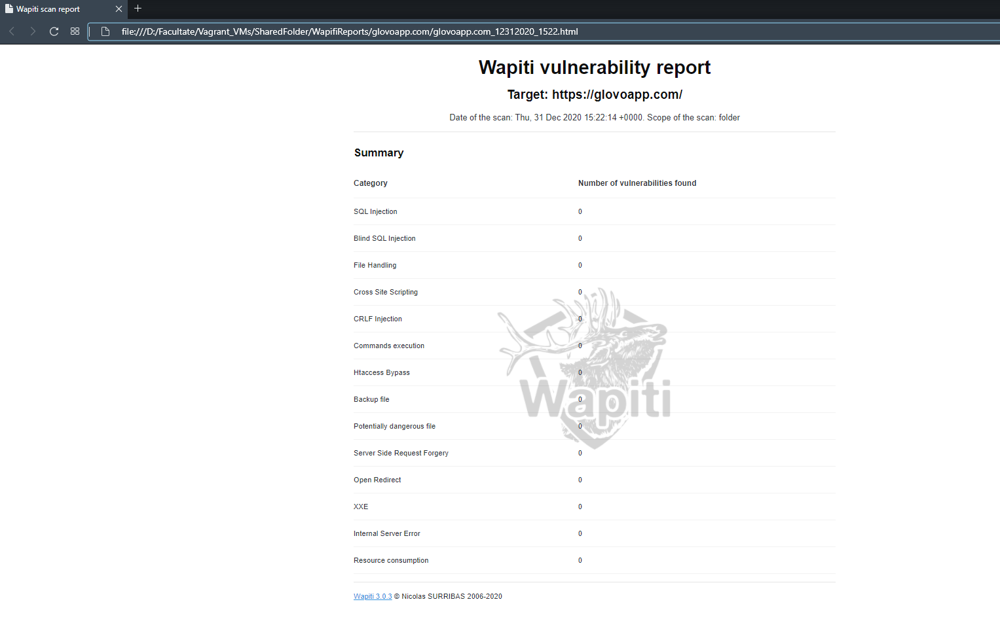 Wapiti scan report
file:///D:/Facultate/Vagrant_VMs/SharedFolder/WapifiReports/glovoapp.com/glovoapp.com_12312020_1522.html
Wapiti vulnerability report
Target: https://glovoapp.com/
Date of the scan: Thu, 31 Dec 2020 15:22:14 +0000. Scope of the scan: folder
Summary
Category Number of vulnerabilities found
SQL Injection 0
Blind SQL Injection 0
File Handling 0
Cross Site Scripting 0
CRLF Injection 0
Commands execution 0
Htaccess Bypass 0
Wapiti
Backup file 0
Potentially dangerous file 0
Server Side Request Forgery 0
Open Redirect 0
XXE 0
Internal Server Error 0
Resource consumption 0
Wapiti 3.0.3 © Nicolas SURRIBAS 2006-2020